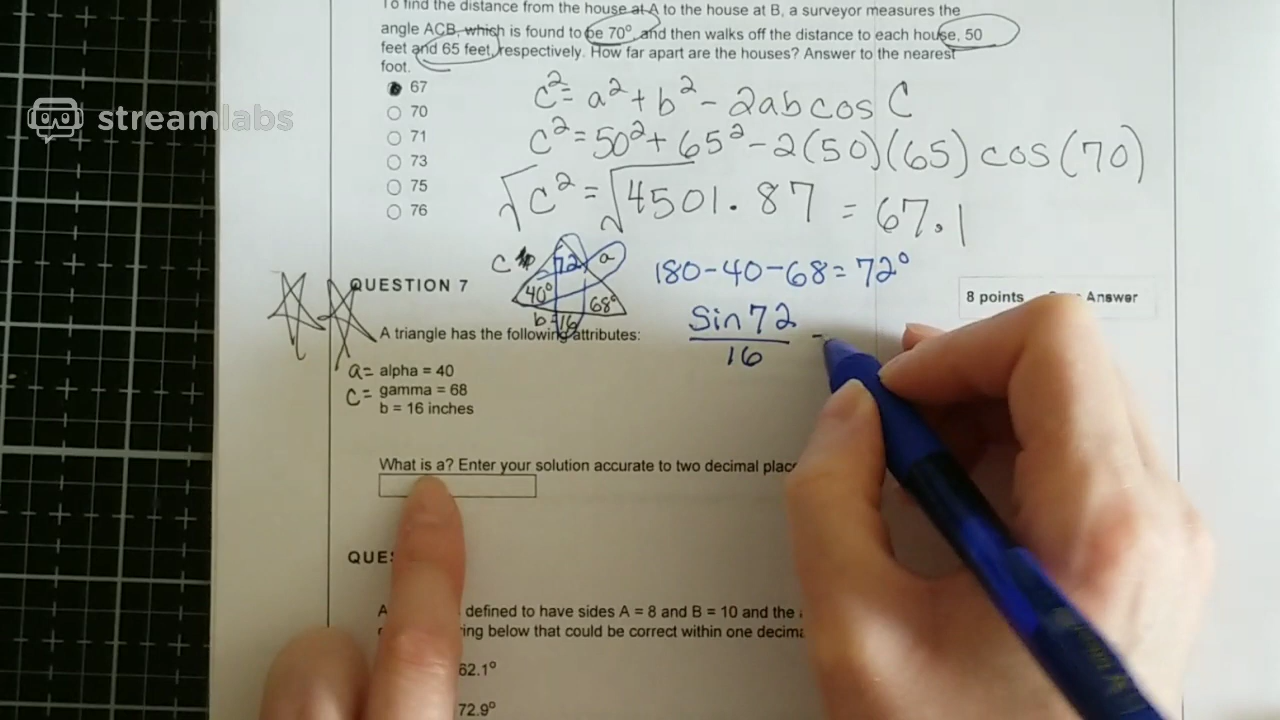 To find the distance from the house at A to the house at B, a surveyor measures the
angle ACB, which is found to be 70º, and then walks off the distance to each house, 50
feet and 65 feet, respectively. How far apart are the houses? Answer to the nearest
foot.
67
70
71
73
75
76
c² = a² + b² - 2ab cos C
c² = 50² + 65² - 2(50)(65) cos(70)
√c² = √4501.87 = 67.1
streamlabs
c 72 a
40° 68°
b = 16
180-40-68=72°
sin 72
16
QUESTION 7
8 points Answer
A triangle has the following attributes:
a = alpha = 40
c = gamma = 68
b = 16 inches
What is a? Enter your solution accurate to two decimal
QUES
A defined to have sides A = 8 and B = 10 and the
below that could be correct within one
62.1º
72.9º